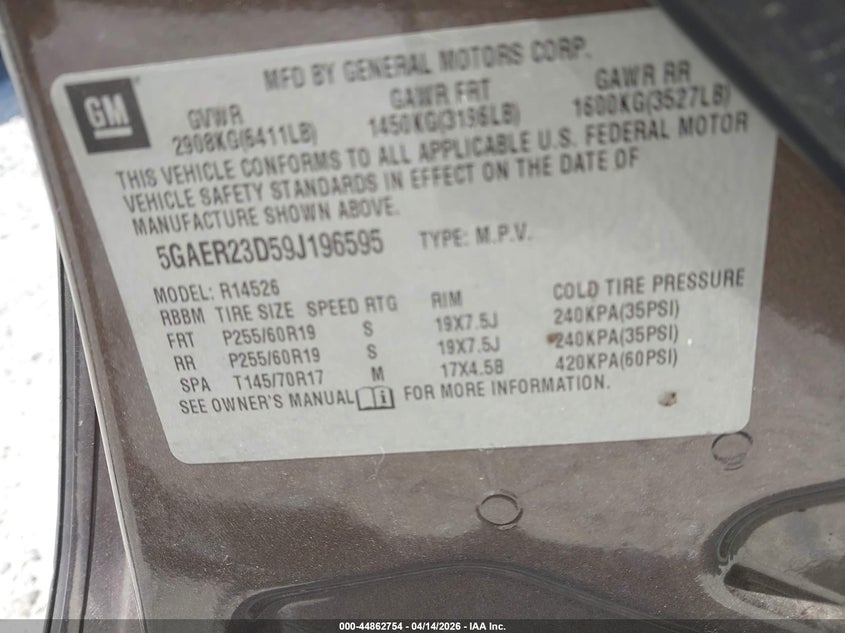 GM
MFD BY GENERAL MOTORS CORP.
GVWR GAWR FRT GAWR RR
2908KG(6411LB) 1450KG(3196LB) 1600KG(3527LB)
THIS VEHICLE CONFORMS TO ALL APPLICABLE U.S. FEDERAL MOTOR
VEHICLE SAFETY STANDARDS IN EFFECT ON THE DATE OF
MANUFACTURE SHOWN ABOVE.
5GAER23D59J196595 TYPE: M.P.V.
MODEL: R14526
RBBM TIRE SIZE SPEED RTG RIM COLD TIRE PRESSURE
FRT P255/60R19 S 19X7.5J 240KPA(35PSI)
RR P255/60R19 S 19X7.5J 240KPA(35PSI)
SPA T145/70R17 M 17X4.5B 420KPA(60PSI)
SEE OWNER'S MANUAL i FOR MORE INFORMATION.
000-44862754 - 04/14/2026 - IAA Inc.